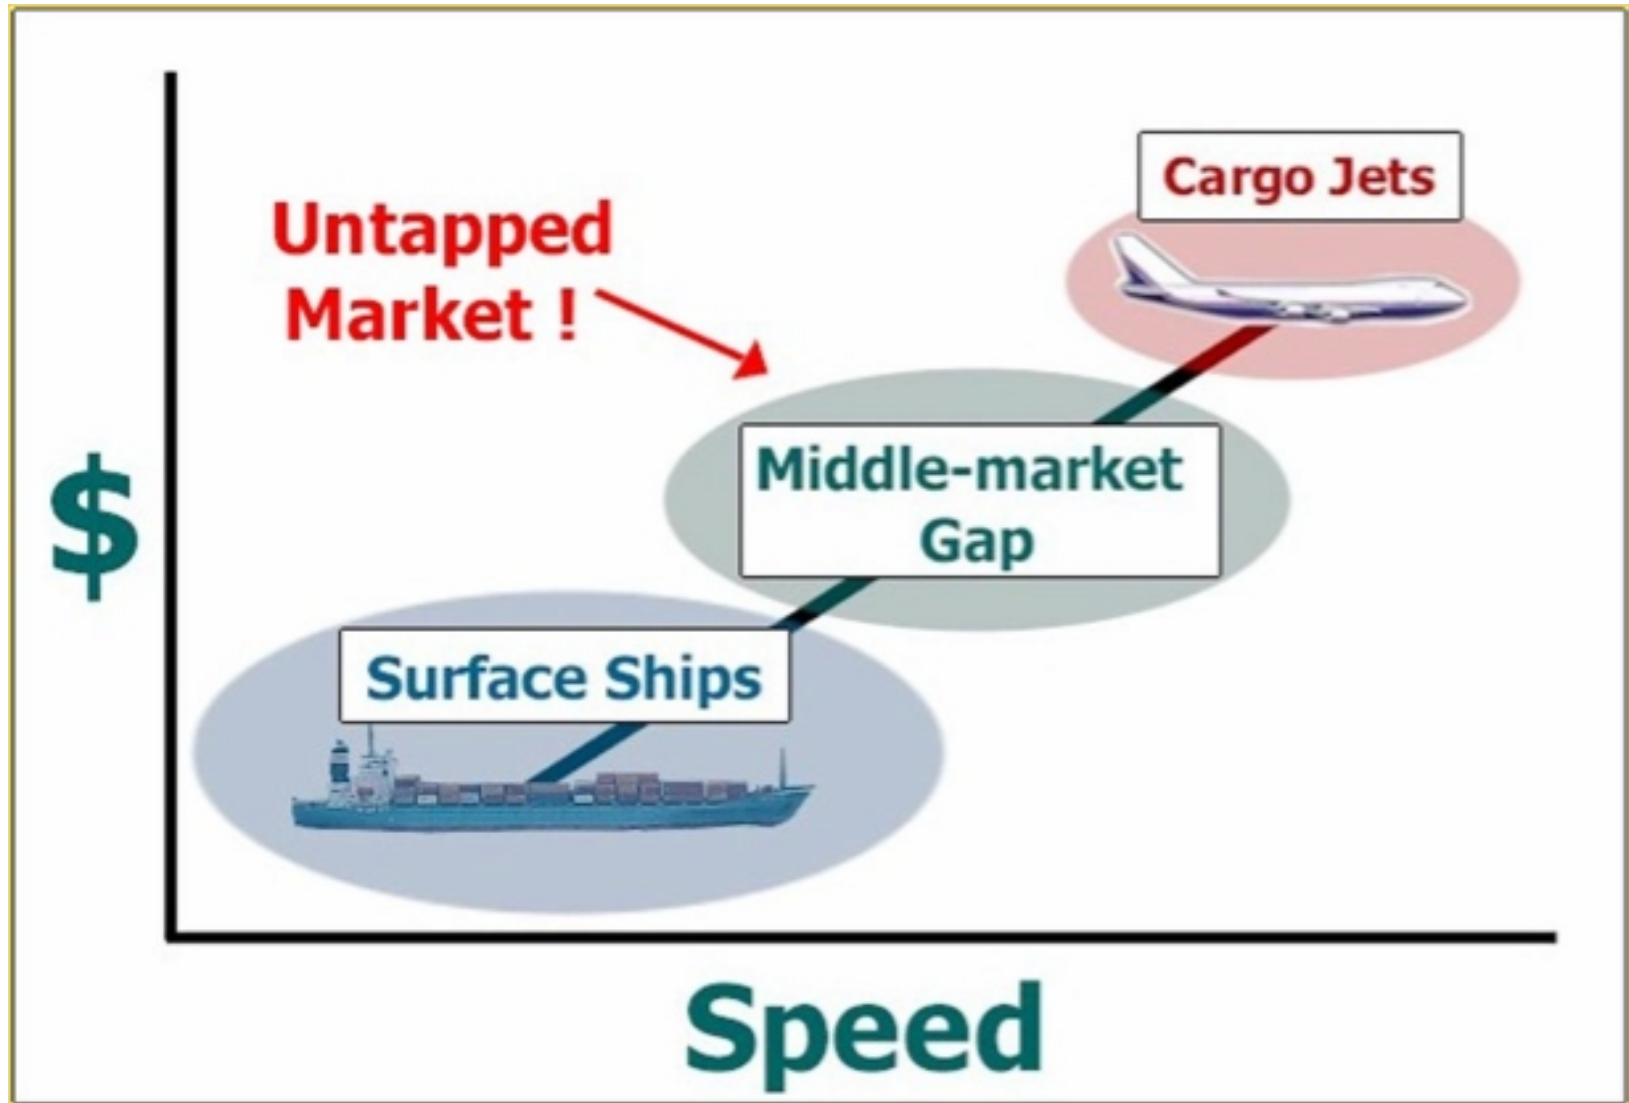 Cargo Jets
Untapped
Market !
Middle-market
Gap
$
Surface Ships
Speed